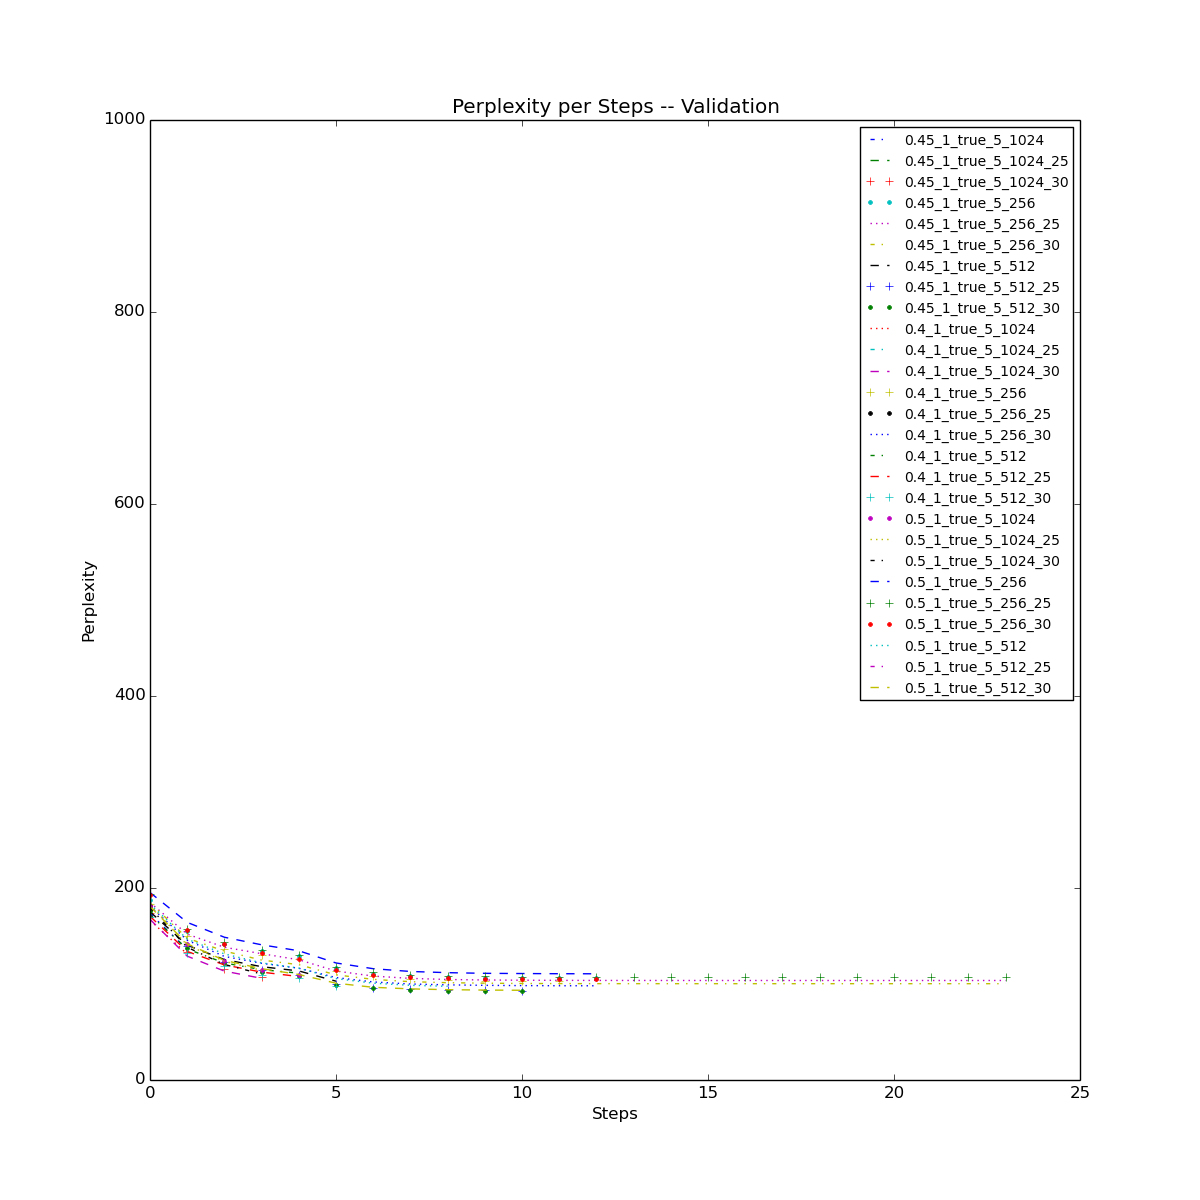 Perplexity per Steps -- Validation
1000
800
600
400
200
0
Perplexity
0 5 10 15 20 25
Steps
0.45_1_true_5_1024
0.45_1_true_5_1024_25
0.45_1_true_5_1024_30
0.45_1_true_5_256
0.45_1_true_5_256_25
0.45_1_true_5_256_30
0.45_1_true_5_512
0.45_1_true_5_512_25
0.45_1_true_5_512_30
0.4_1_true_5_1024
0.4_1_true_5_1024_25
0.4_1_true_5_1024_30
0.4_1_true_5_256
0.4_1_true_5_256_25
0.4_1_true_5_256_30
0.4_1_true_5_512
0.4_1_true_5_512_25
0.4_1_true_5_512_30
0.5_1_true_5_1024
0.5_1_true_5_1024_25
0.5_1_true_5_1024_30
0.5_1_true_5_256
0.5_1_true_5_256_25
0.5_1_true_5_256_30
0.5_1_true_5_512
0.5_1_true_5_512_25
0.5_1_true_5_512_30